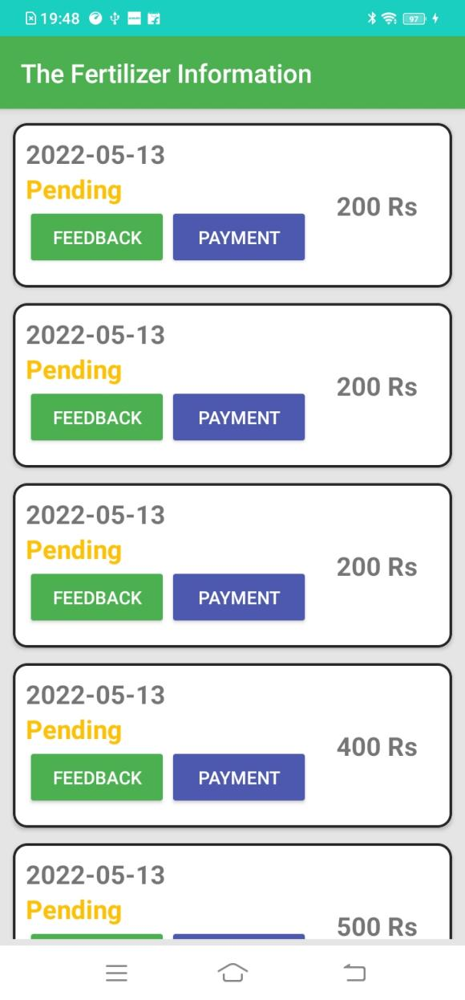 19:48
97
The Fertilizer Information
2022-05-13
Pending
200 Rs
FEEDBACK PAYMENT
2022-05-13
Pending
200 Rs
FEEDBACK PAYMENT
2022-05-13
Pending
200 Rs
FEEDBACK PAYMENT
2022-05-13
Pending
400 Rs
FEEDBACK PAYMENT
2022-05-13
Pending
500 Rs